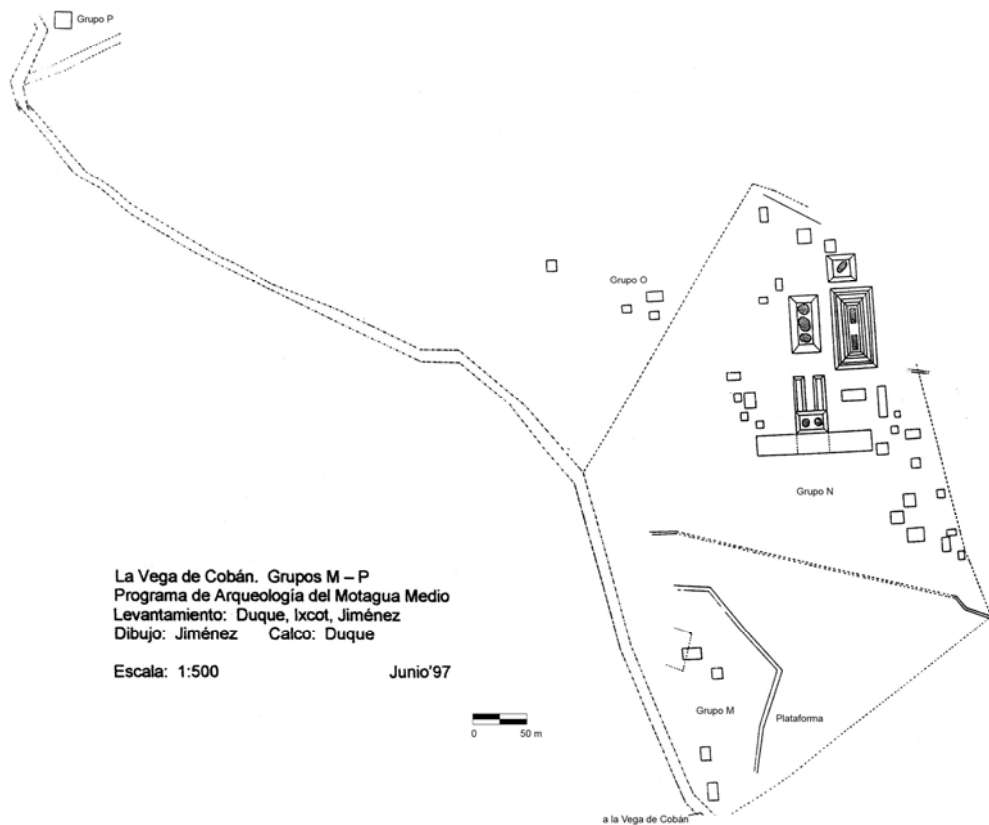 Grupo P
Grupo O
Grupo N
La Vega de Cobán. Grupos M – P
Programa de Arqueología del Motagua Medio
Levantamiento: Duque, Ixcot, Jiménez
Dibujo: Jiménez Calco: Duque
Escala: 1:500 Junio'97
Grupo M
Plataforma
0 50 m
a la Vega de Cobán